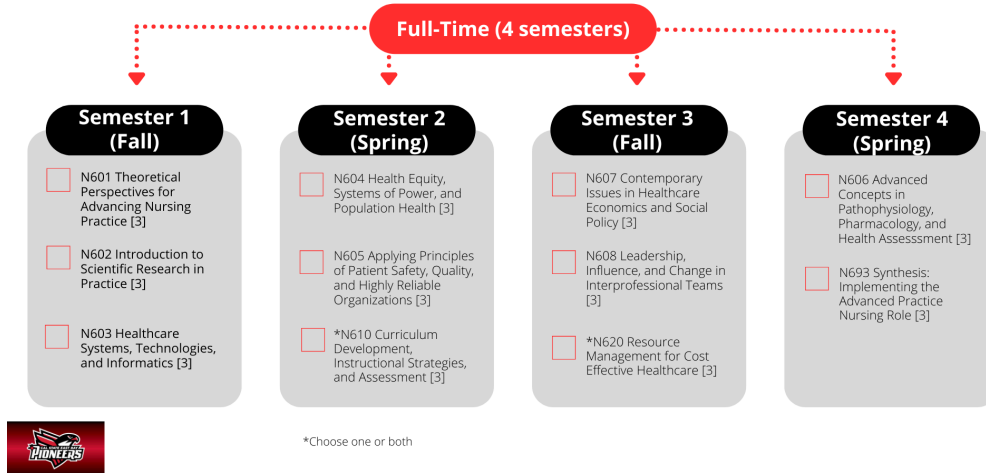 Full-Time (4 semesters)
Semester 1
(Fall)
N601 Theoretical
Perspectives for
Advancing Nursing
Practice [3]
N602 Introduction to
Scientific Research in
Practice [3]
N603 Healthcare
Systems, Technologies,
and Informatics [3]
Semester 2
(Spring)
N604 Health Equity,
Systems of Power, and
Population Health [3]
N605 Applying Principles
of Patient Safety, Quality,
and Highly Reliable
Organizations [3]
*N610 Curriculum
Development,
Instructional Strategies,
and Assessment [3]
Semester 3
(Fall)
N607 Contemporary
Issues in Healthcare
Economics and Social
Policy [3]
N608 Leadership,
Influence, and Change in
Interprofessional Teams
[3]
*N620 Resource
Management for Cost
Effective Healthcare [3]
Semester 4
(Spring)
N606 Advanced
Concepts in
Pathophysiology,
Pharmacology, and
Health Assesssment [3]
N693 Synthesis:
Implementing the
Advanced Practice
Nursing Role [3]
CAL STATE EAST BAY
PIONEERS
*Choose one or both